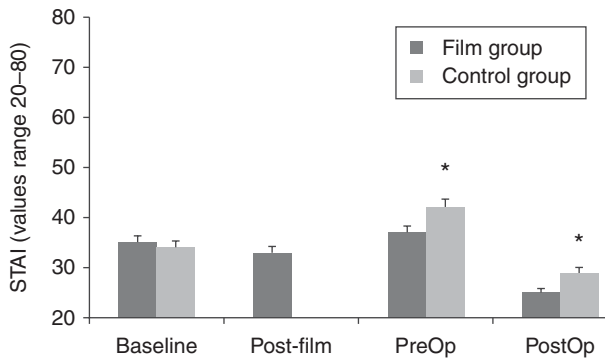 80
70
60
50
40
30
20
STAI (values range 20–80)
Film group
Control group
*
*
Baseline Post-film PreOp PostOp